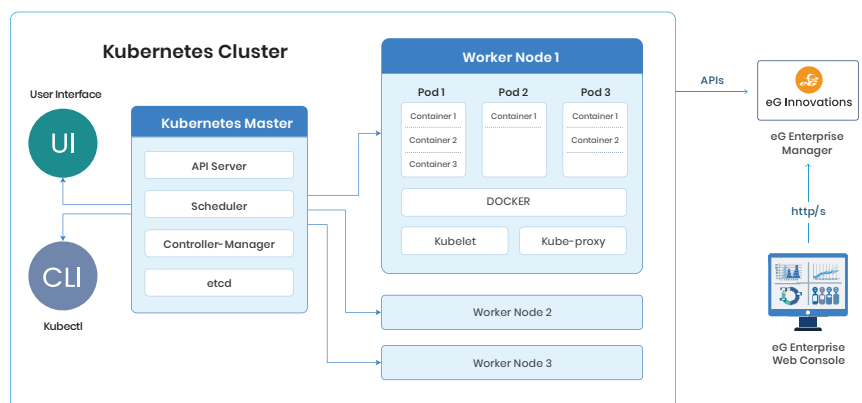 Kubernetes Cluster
User Interface
UI
CLI
Kubectl
Kubernetes Master
API Server
Scheduler
Controller-Manager
etcd
Worker Node 1
Pod 1
Container 1
Container 2
Container 3
Pod 2
Container 1
Pod 3
Container 1
Container 2
DOCKER
Kubelet
Kube-proxy
Worker Node 2
Worker Node 3
APIs
eG Innovations
eG Enterprise
Manager
http/s
eG Enterprise
Web Console